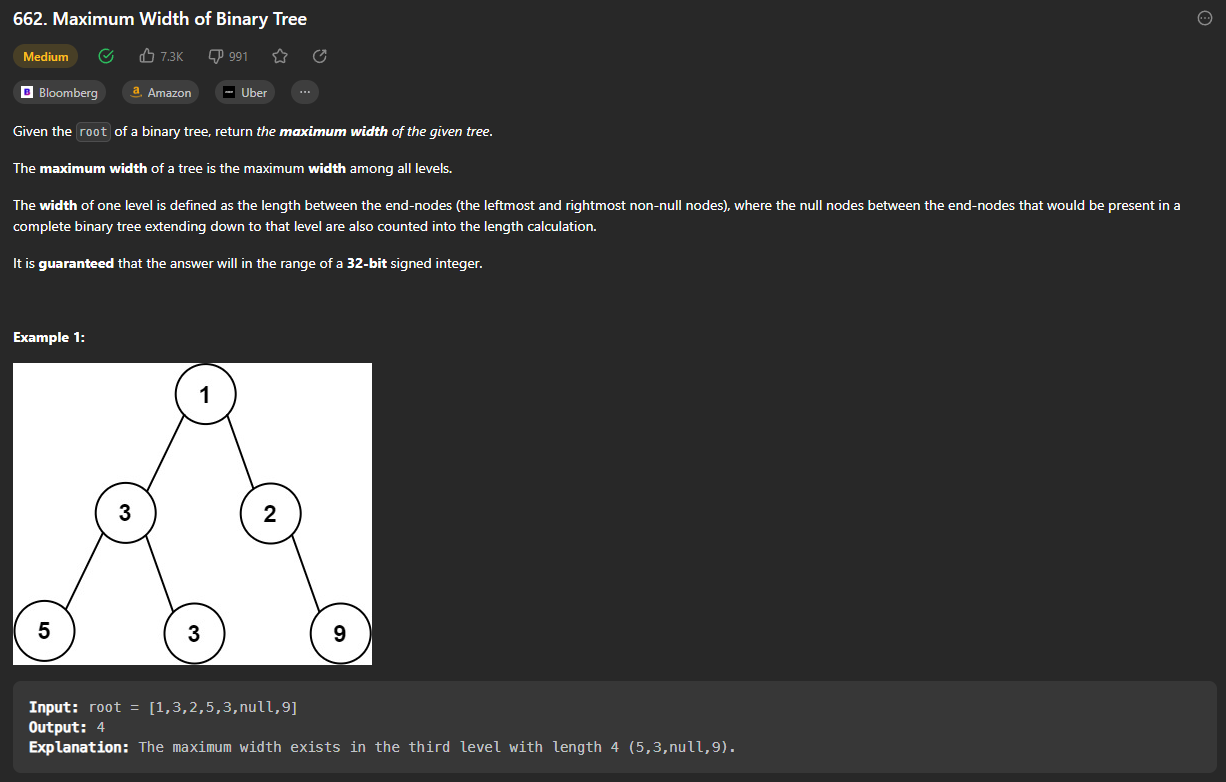 662. Maximum Width of Binary Tree
Medium 7.3K 991
Bloomberg Amazon Uber ...
Given the root of a binary tree, return the maximum width of the given tree.
The maximum width of a tree is the maximum width among all levels.
The width of one level is defined as the length between the end-nodes (the leftmost and rightmost non-null nodes), where the null nodes between the end-nodes that would be present in a
complete binary tree extending down to that level are also counted into the length calculation.
It is guaranteed that the answer will in the range of a 32-bit signed integer.
Example 1:
1
3 2
5 3 9
Input: root = [1,3,2,5,3,null,9]
Output: 4
Explanation: The maximum width exists in the third level with length 4 (5,3,null,9).